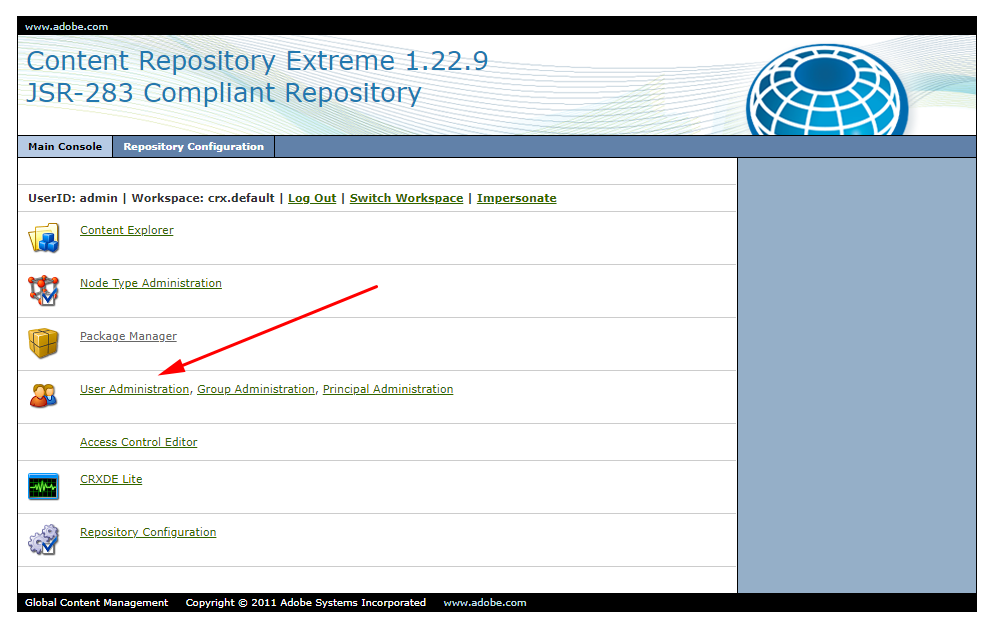 www.adobe.com
Content Repository Extreme 1.22.9
JSR-283 Compliant Repository
Main Console Repository Configuration
UserID: admin | Workspace: crx.default | Log Out | Switch Workspace | Impersonate
Content Explorer
Node Type Administration
Package Manager
User Administration, Group Administration, Principal Administration
Access Control Editor
CRXDE Lite
Repository Configuration
Global Content Management Copyright © 2011 Adobe Systems Incorporated www.adobe.com